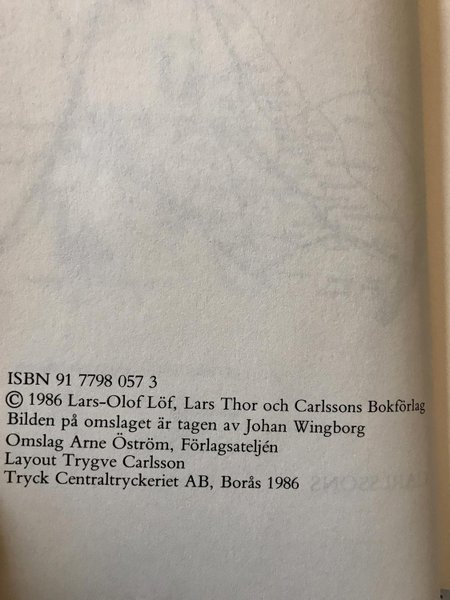 ISBN 91 7798 057 3
© 1986 Lars-Olof Löf, Lars Thor och Carlssons Bokförlag
Bilden på omslaget är tagen av Johan Wingborg
Omslag Arne Öström, Förlagsateljén
Layout Trygve Carlsson
Tryck Centraltryckeriet AB, Borås 1986
CARLSSONS